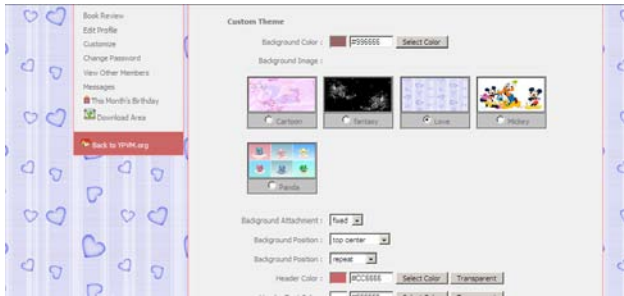 Book Review
Edit Profile
Customize
Change Password
View Other Members
Messages
This Month's Birthday
Download Area
Back to YPVM.org
Custom Theme
Background Color : #996666 Select Color
Background Image :
Cartoon Fantasy Love Mickey
Panda
Background Attachment : fixed
Background Position : top center
Background Position : repeat
Header Color : #CC6666 Select Color Transparent